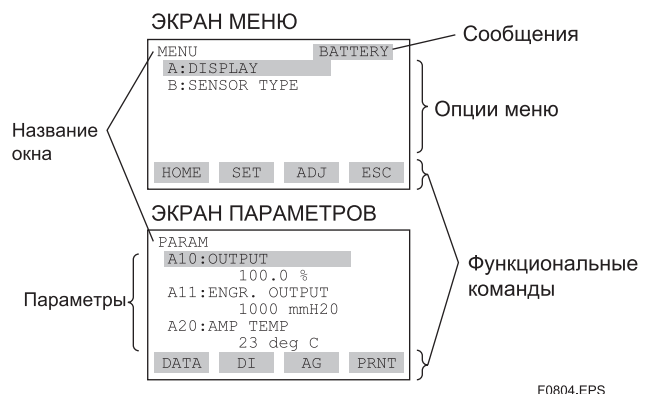 ЭКРАН МЕНЮ
Сообщения
MENU BATTERY
A:DISPLAY
B:SENSOR TYPE
Опции меню
Название
окна
HOME SET ADJ ESC
ЭКРАН ПАРАМЕТРОВ
PARAM
A10:OUTPUT
100.0 %
A11:ENGR. OUTPUT
1000 mmH20
A20:AMP TEMP
23 deg C
DATA DI AG PRNT
Параметры
Функциональные
команды
F0804.EPS